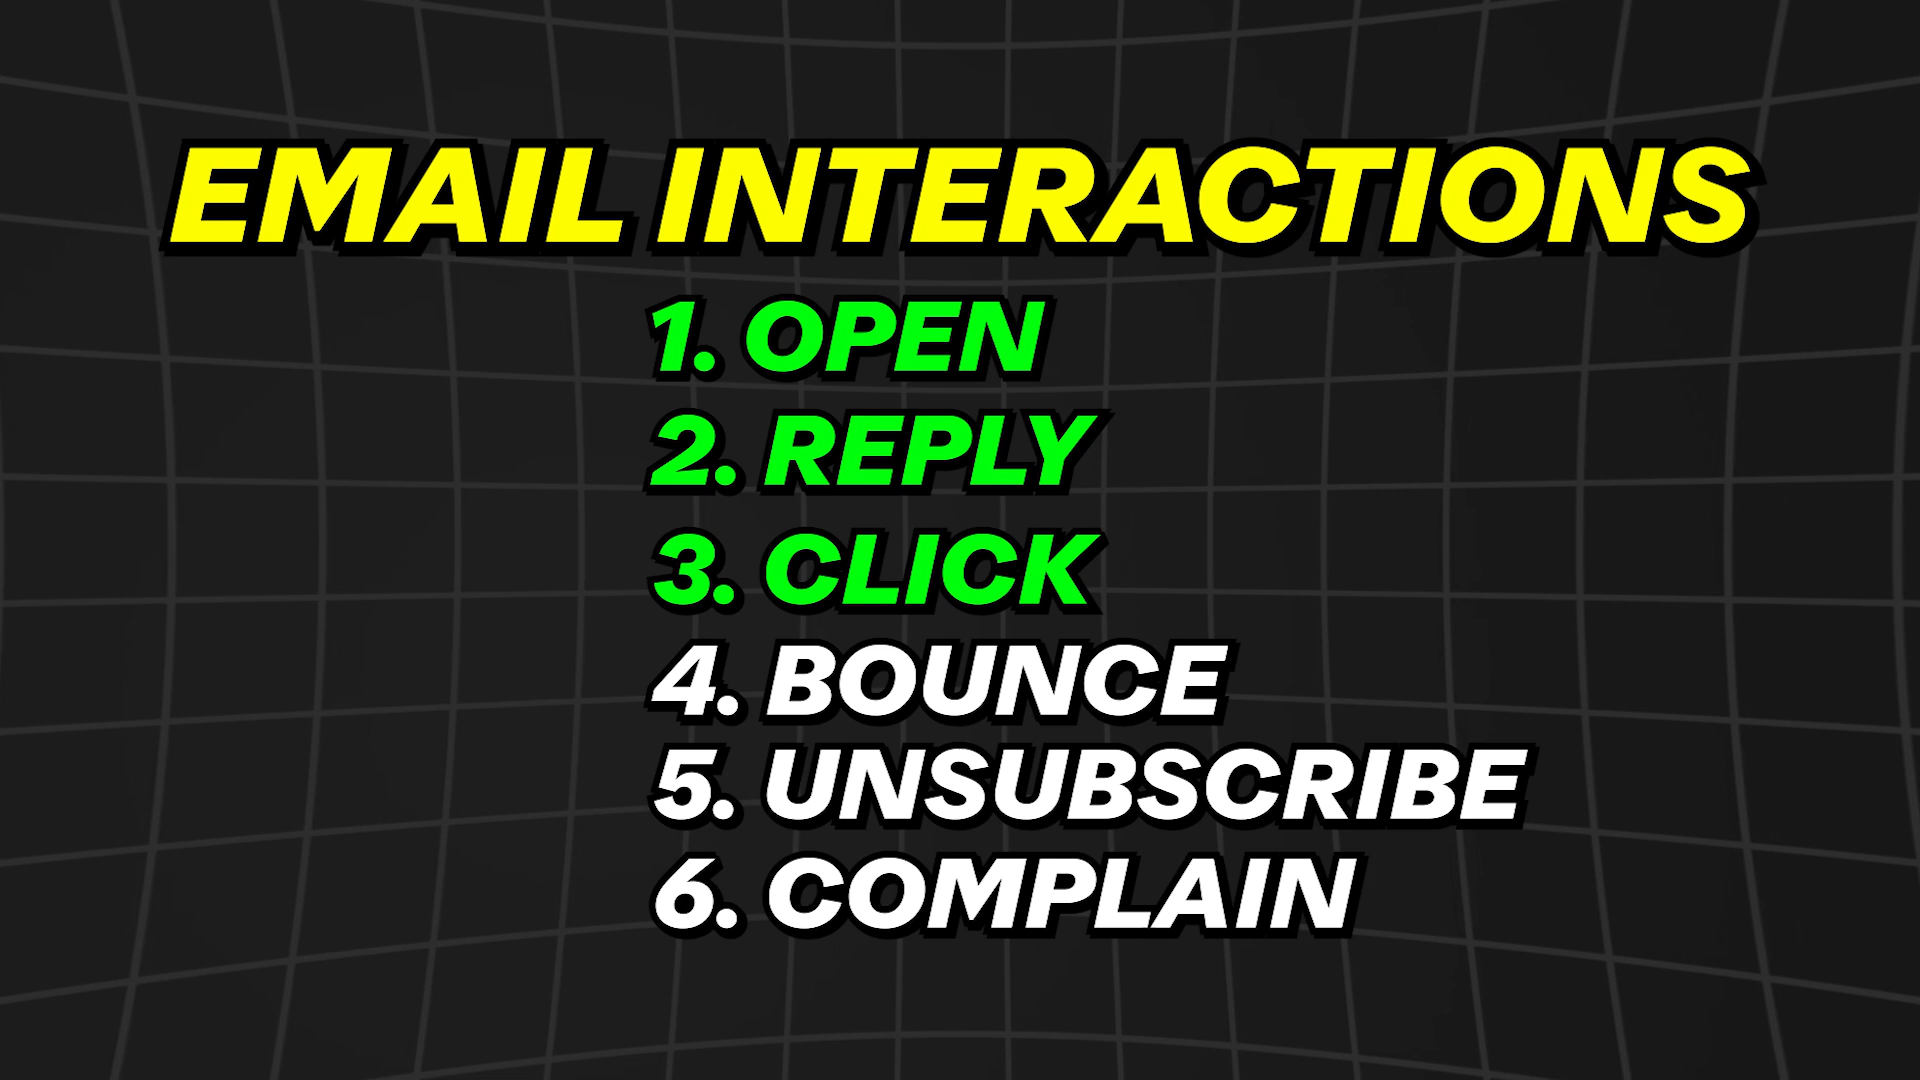 EMAIL INTERACTIONS
1. OPEN
2. REPLY
3. CLICK
4. BOUNCE
5. UNSUBSCRIBE
6. COMPLAIN